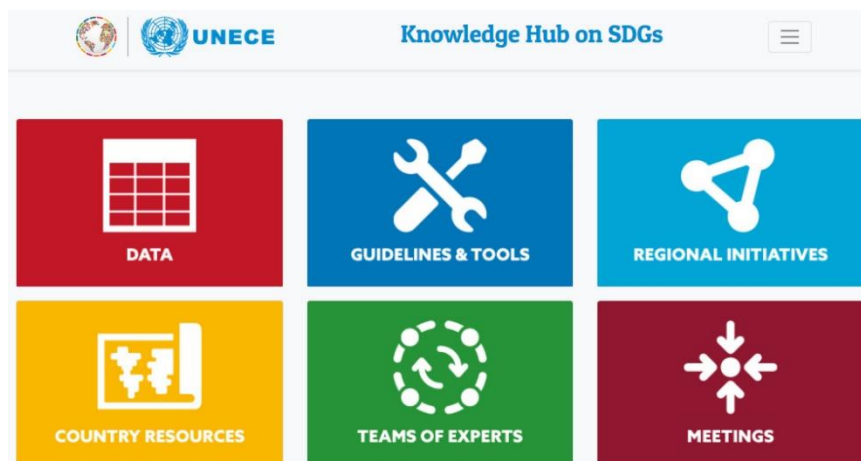 UNECE
Knowledge Hub on SDGs
DATA
GUIDELINES & TOOLS
REGIONAL INITIATIVES
COUNTRY RESOURCES
TEAMS OF EXPERTS
MEETINGS